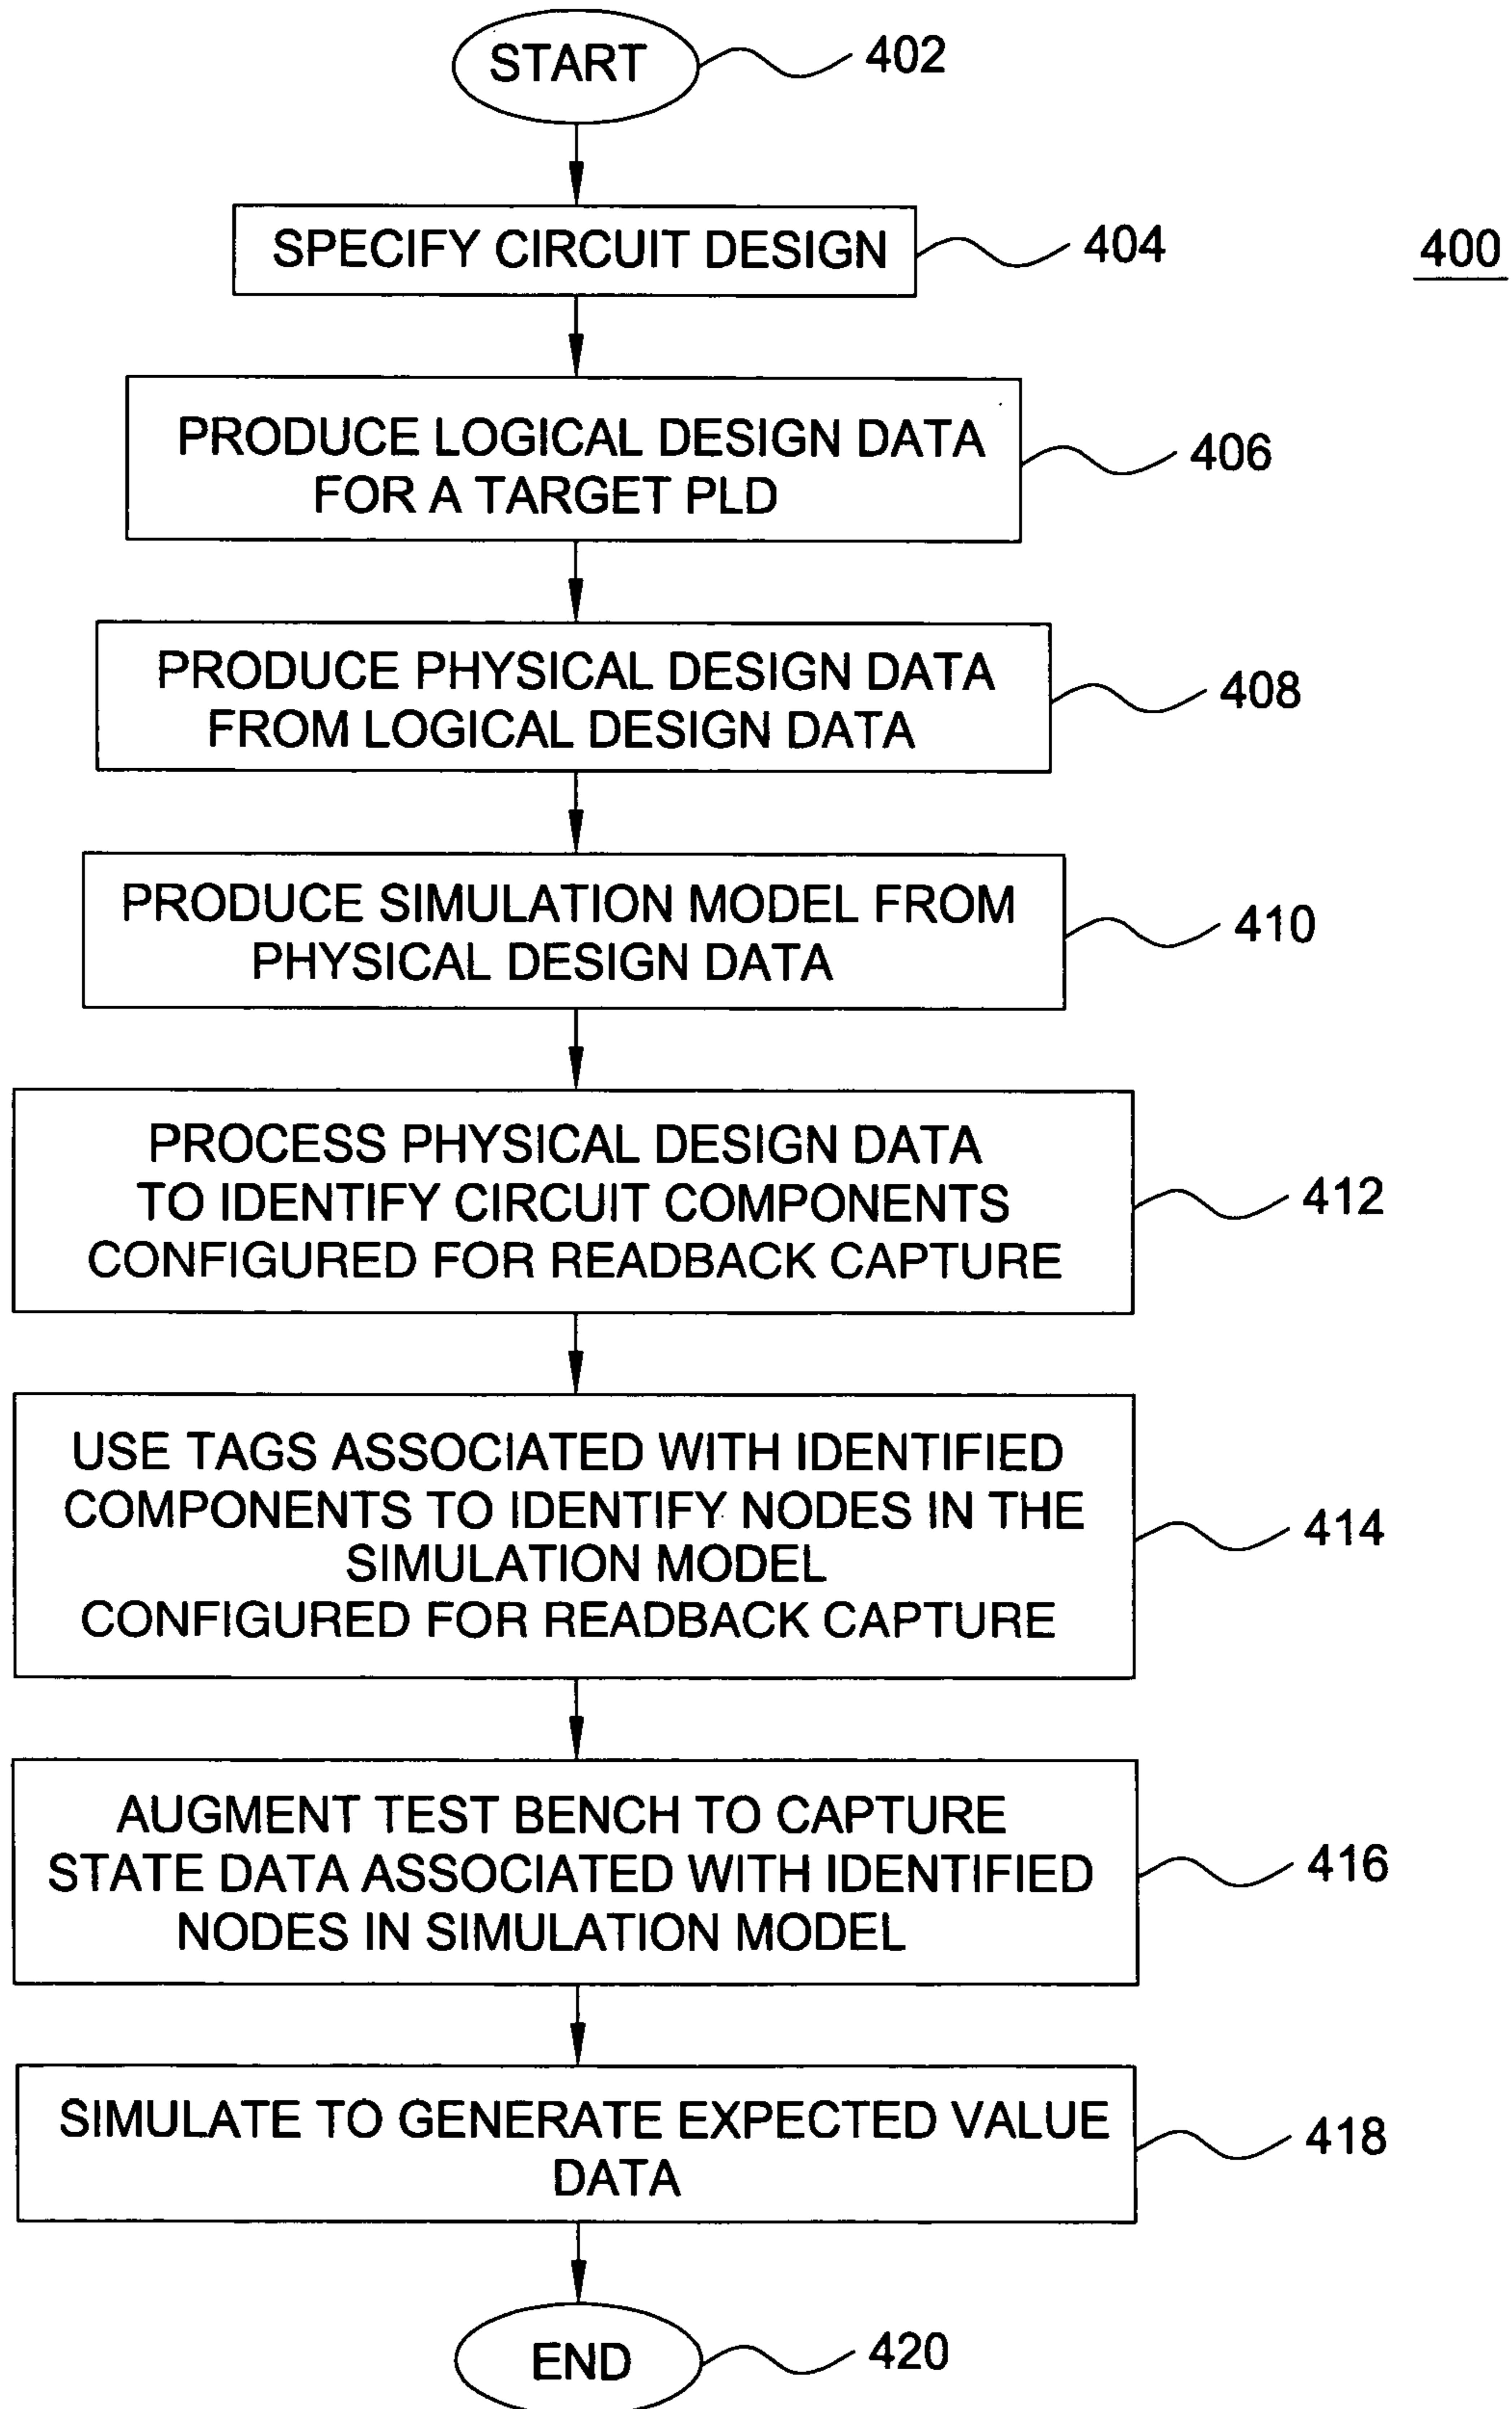 START
402
SPECIFY CIRCUIT DESIGN
404
400
PRODUCE LOGICAL DESIGN DATA
FOR A TARGET PLD
406
PRODUCE PHYSICAL DESIGN DATA
FROM LOGICAL DESIGN DATA
408
PRODUCE SIMULATION MODEL FROM
PHYSICAL DESIGN DATA
410
PROCESS PHYSICAL DESIGN DATA
TO IDENTIFY CIRCUIT COMPONENTS
CONFIGURED FOR READBACK CAPTURE
412
USE TAGS ASSOCIATED WITH IDENTIFIED
COMPONENTS TO IDENTIFY NODES IN THE
SIMULATION MODEL
CONFIGURED FOR READBACK CAPTURE
414
AUGMENT TEST BENCH TO CAPTURE
STATE DATA ASSOCIATED WITH IDENTIFIED
NODES IN SIMULATION MODEL
416
SIMULATE TO GENERATE EXPECTED VALUE
DATA
418
END
420